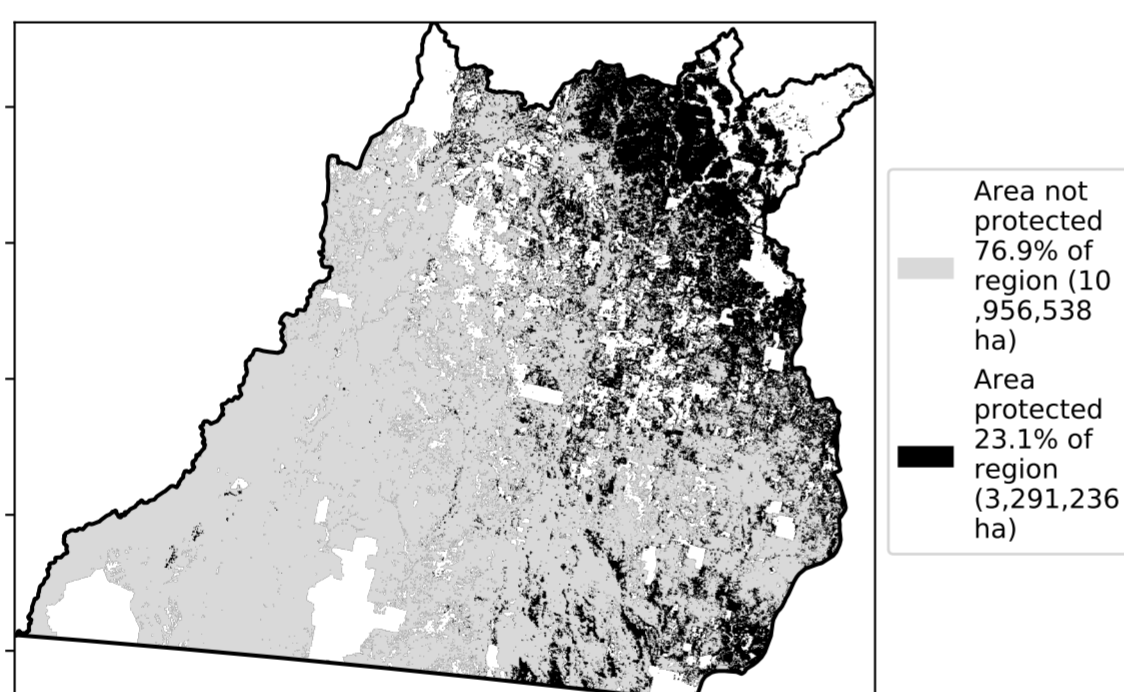 Area not
protected
76.9% of
region (10
,956,538
ha)
Area
protected
23.1% of
region
(3,291,236
ha)